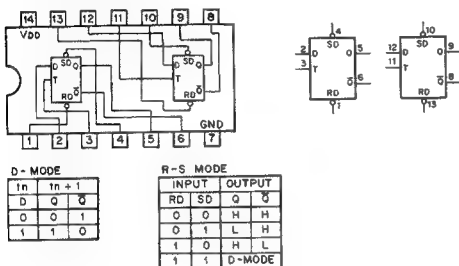 14 13 12 11 10 9 8
VDD
SD SD
D Q D Q
T T
RD Q̄ RD Q̄
GND
1 2 3 4 5 6 7
4 10
2 D SD Q 5 12 D SD Q 9
3 T 11 T
Q̄ 6 Q̄ 8
RD RD
1 13
D-MODE
tn tn+1
D Q Q̄
0 0 1
1 1 0
R-S MODE
INPUT OUTPUT
RD SD Q Q̄
0 0 H H
0 1 L H
1 0 H L
1 1 D-MODE